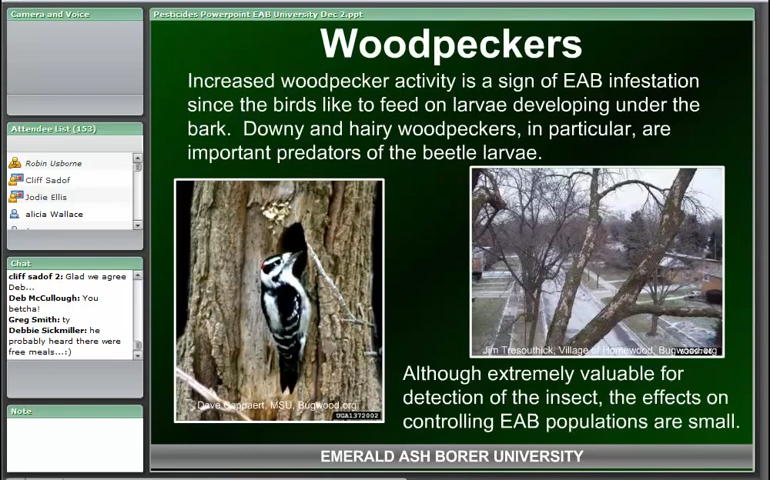 Camera and Voice
Pesticides Powerpoint EAB University Dec 2.ppt
Attendee List (153)
Robin Usborne
Cliff Sadof
Jodie Ellis
alicia Wallace
Chat
cliff sadof 2: Glad we agree
Deb...
Deb McCullough: You
betcha!
Greg Smith: ty
Debbie Sickmiller: he
probably heard there were
free meals...:)
Note
Woodpeckers
Increased woodpecker activity is a sign of EAB infestation
since the birds like to feed on larvae developing under the
bark. Downy and hairy woodpeckers, in particular, are
important predators of the beetle larvae.
Dave Cappaert, MSU, Bugwood.org
UGA1372002
Jim Tresouthick, Village of Homewood, Bugwood.org
Although extremely valuable for
detection of the insect, the effects on
controlling EAB populations are small.
EMERALD ASH BORER UNIVERSITY